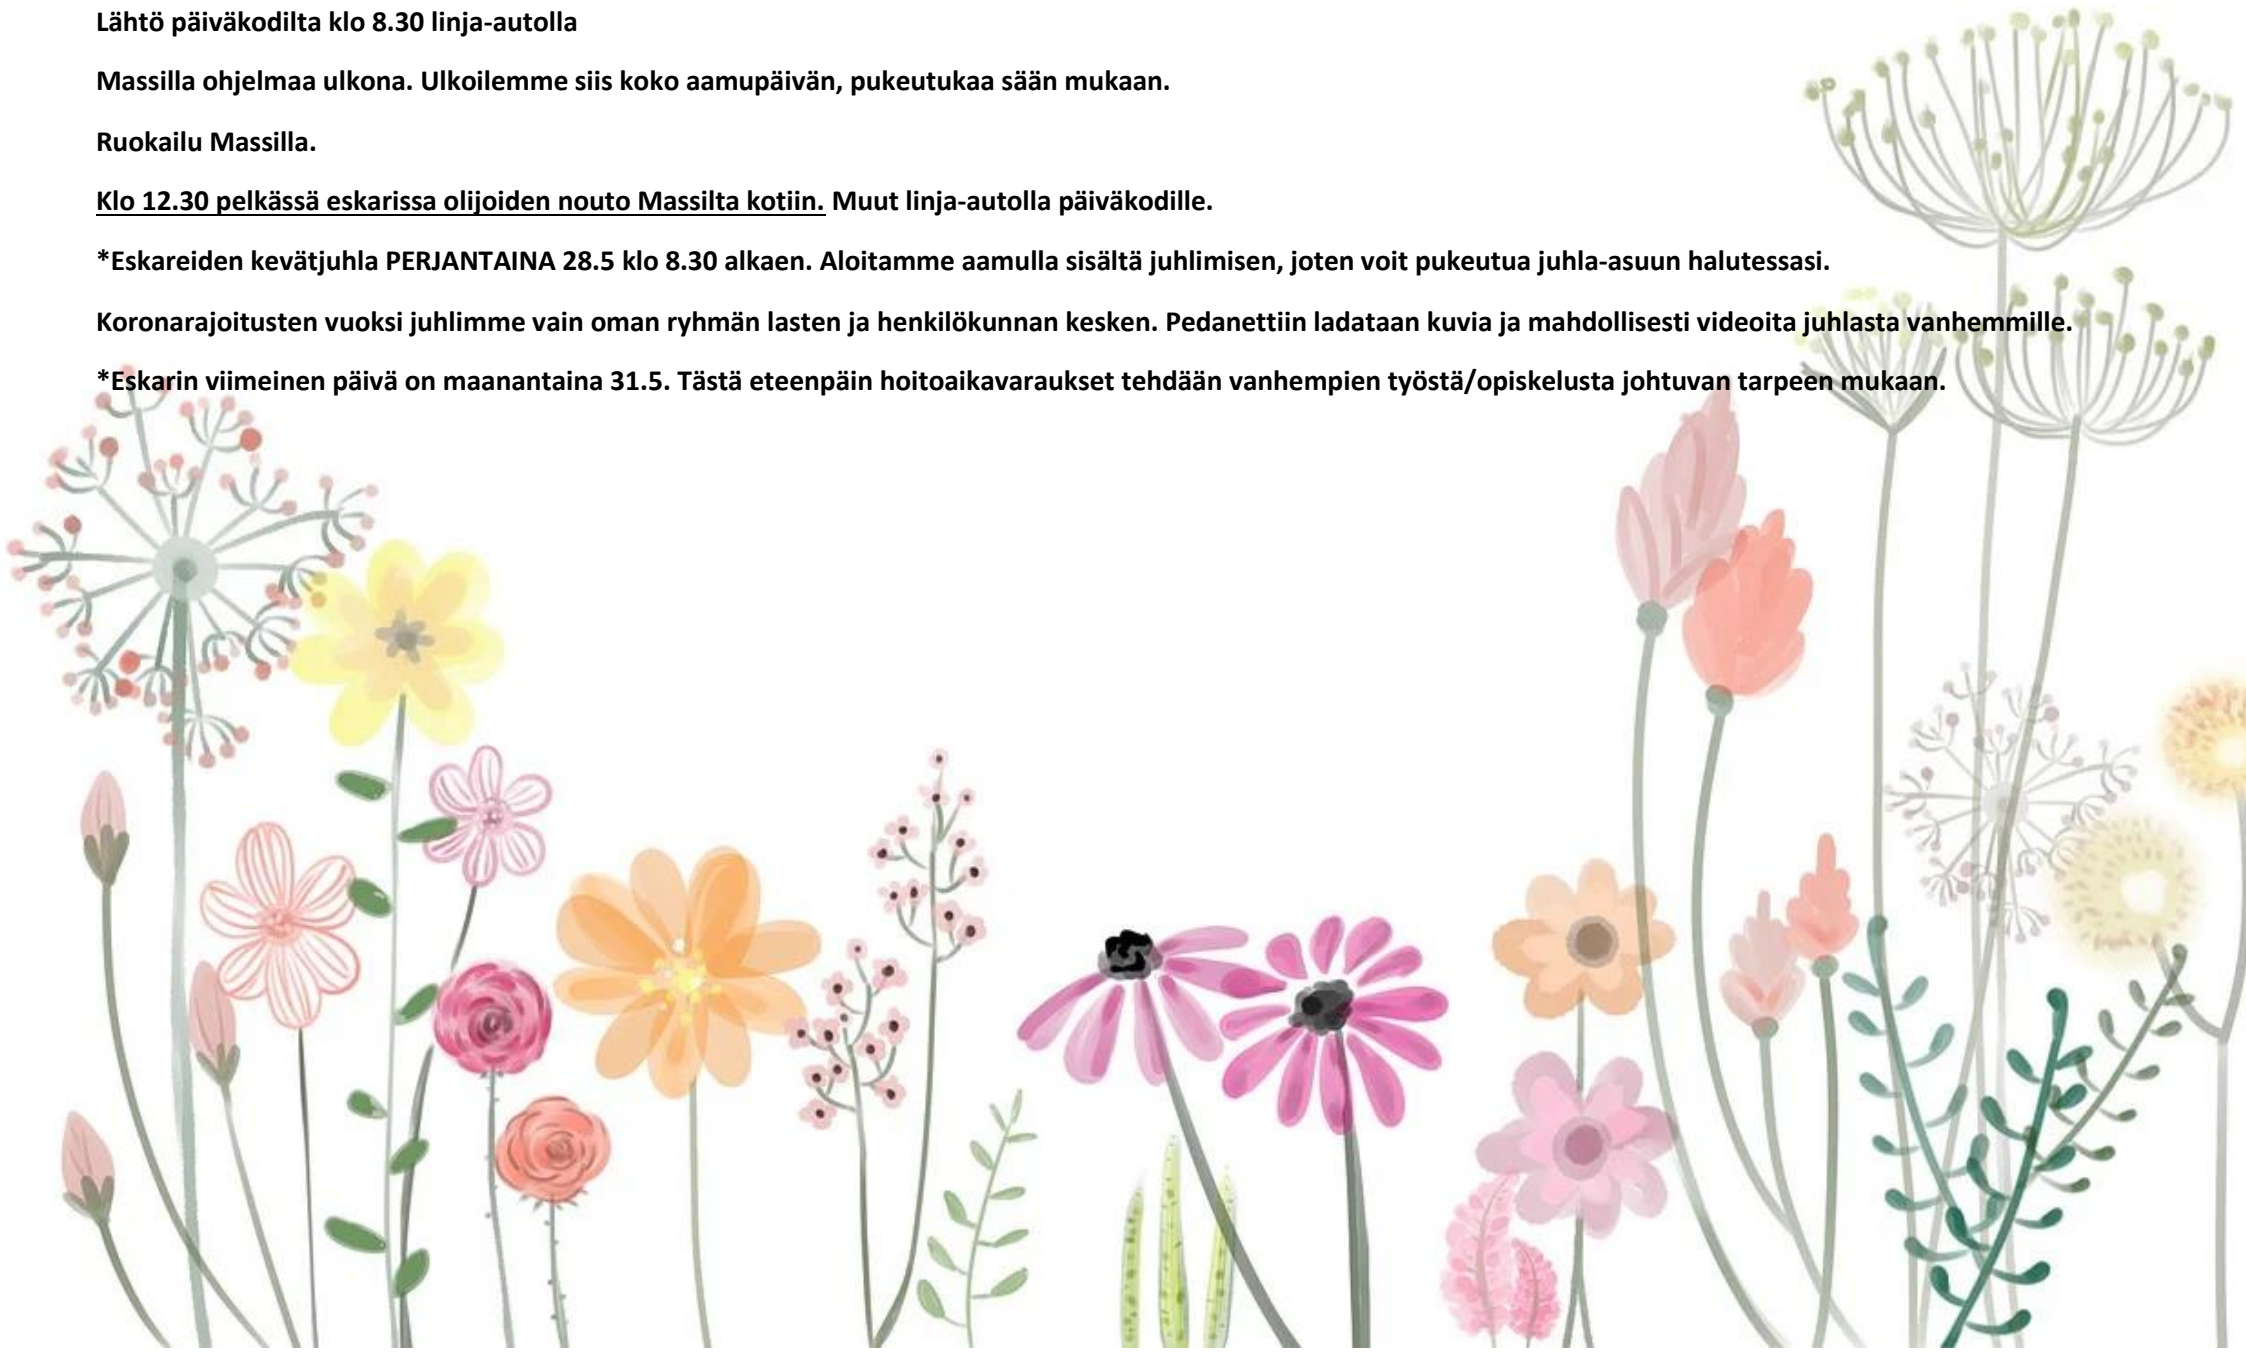 Lähtö päiväkodilta klo 8.30 linja-autolla
Massilla ohjelmaa ulkona. Ulkoilemme siis koko aamupäivän, pukeutukaa sään mukaan.
Ruokailu Massilla.
Klo 12.30 pelkässä eskarissa olijoiden nouto Massilta kotiin. Muut linja-autolla päiväkodille.
*Eskareiden kevätjuhla PERJANTAINA 28.5 klo 8.30 alkaen. Aloitamme aamulla sisältä juhlimisen, joten voit pukeutua juhla-asuun halutessasi.
Koronarajoitusten vuoksi juhlimme vain oman ryhmän lasten ja henkilökunnan kesken. Pedanettiin ladataan kuvia ja mahdollisesti videoita juhlasta vanhemmille.
*Eskarin viimeinen päivä on maanantaina 31.5. Tästä eteenpäin hoitoaikavaraukset tehdään vanhempien työstä/opiskelusta johtuvan tarpeen mukaan.